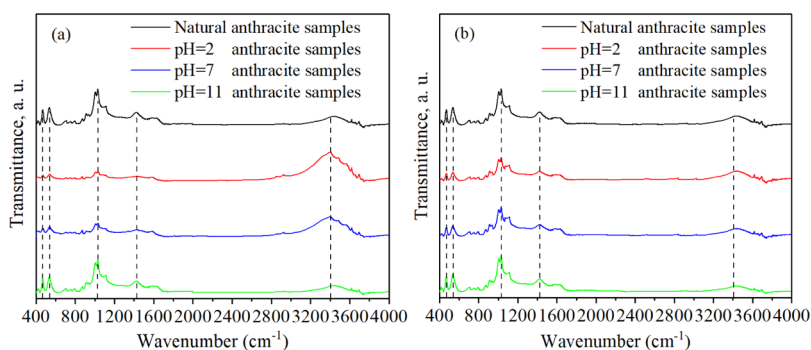 (a)
Natural anthracite samples
pH=2 anthracite samples
pH=7 anthracite samples
pH=11 anthracite samples
Transmittance, a. u.
400 800 1200 1600 2000 2400 2800 3200 3600 4000
Wavenumber (cm⁻¹)
(b)
Natural anthracite samples
pH=2 anthracite samples
pH=7 anthracite samples
pH=11 anthracite samples
Transmittance, a. u.
400 800 1200 1600 2000 2400 2800 3200 3600 4000
Wavenumber (cm⁻¹)